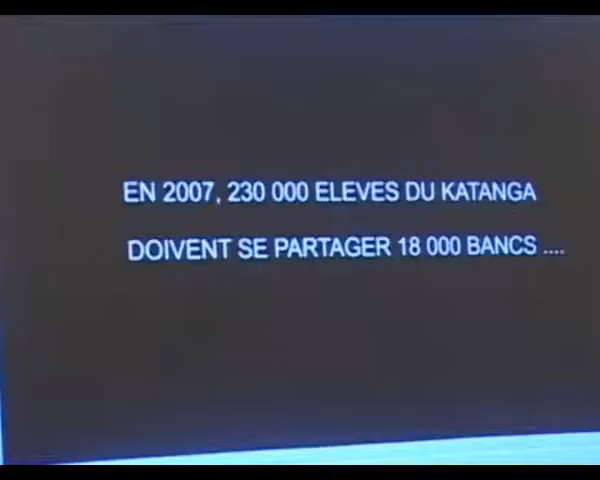 EN 2007, 230 000 ELEVES DU KATANGA
DOIVENT SE PARTAGER 18 000 BANCS ....